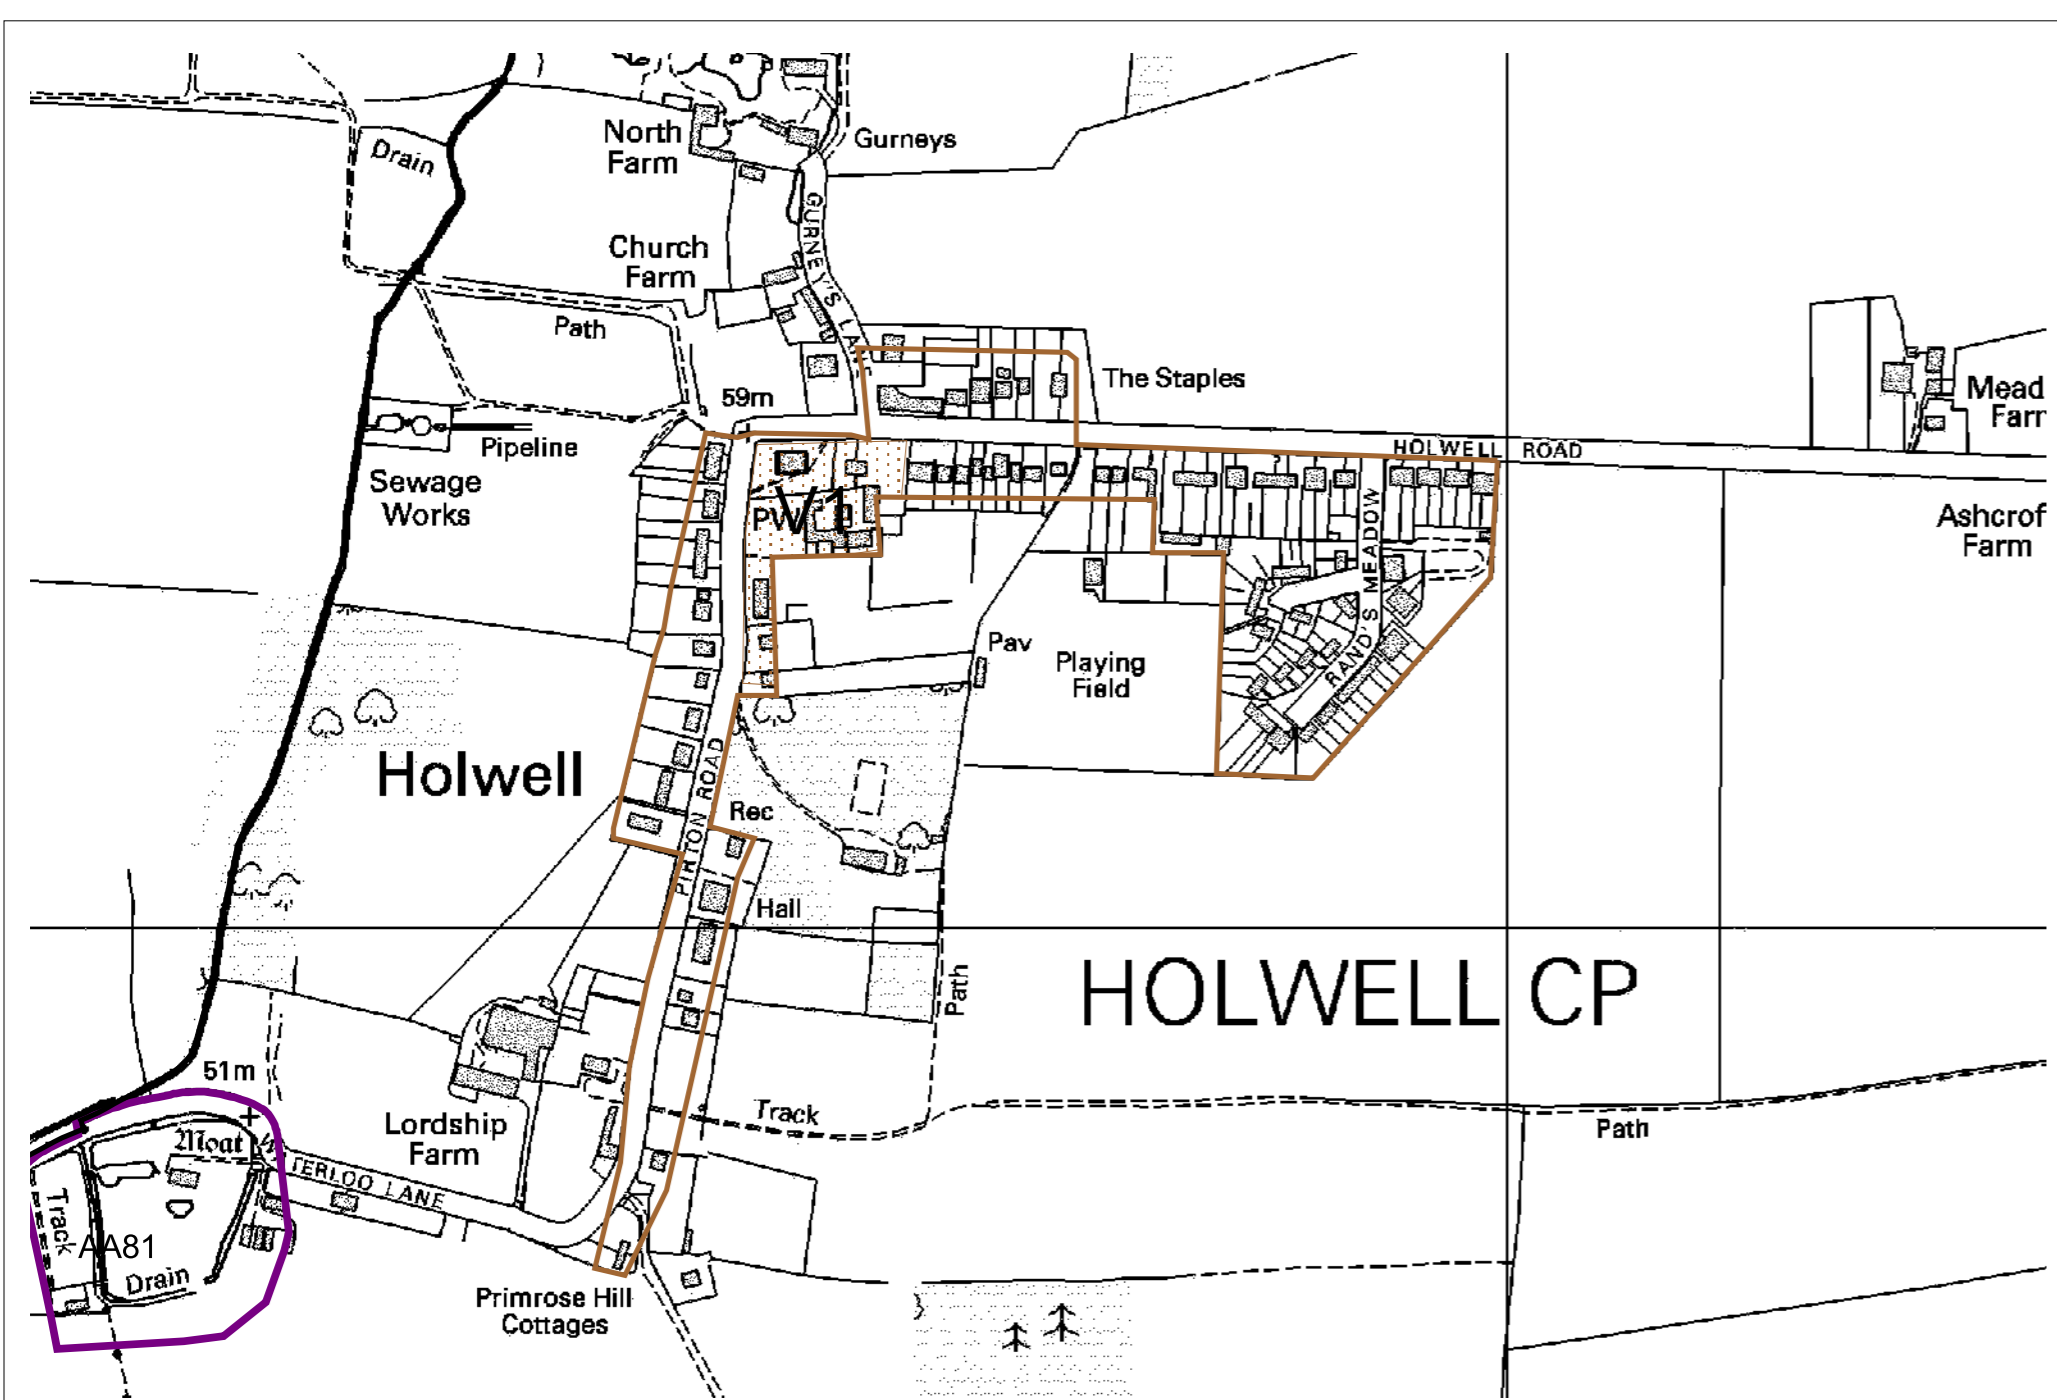 North
Farm
Gurneys
Drain
GURNEY'S LANE
Church
Farm
Path
59m
The Staples
Mead
Farr
Pipeline
HOLWELL ROAD
Sewage
Works
V1
PW
Ashcrof
Farm
RAND'S MEADOW
Pav
Playing
Field
Holwell
PIRTON ROAD
Rec
Hall
HOLWELL CP
Path
51m
Lordship
Farm
Track
Path
Moat
TERLOO LANE
Track
AA81
Drain
Primrose Hill
Cottages